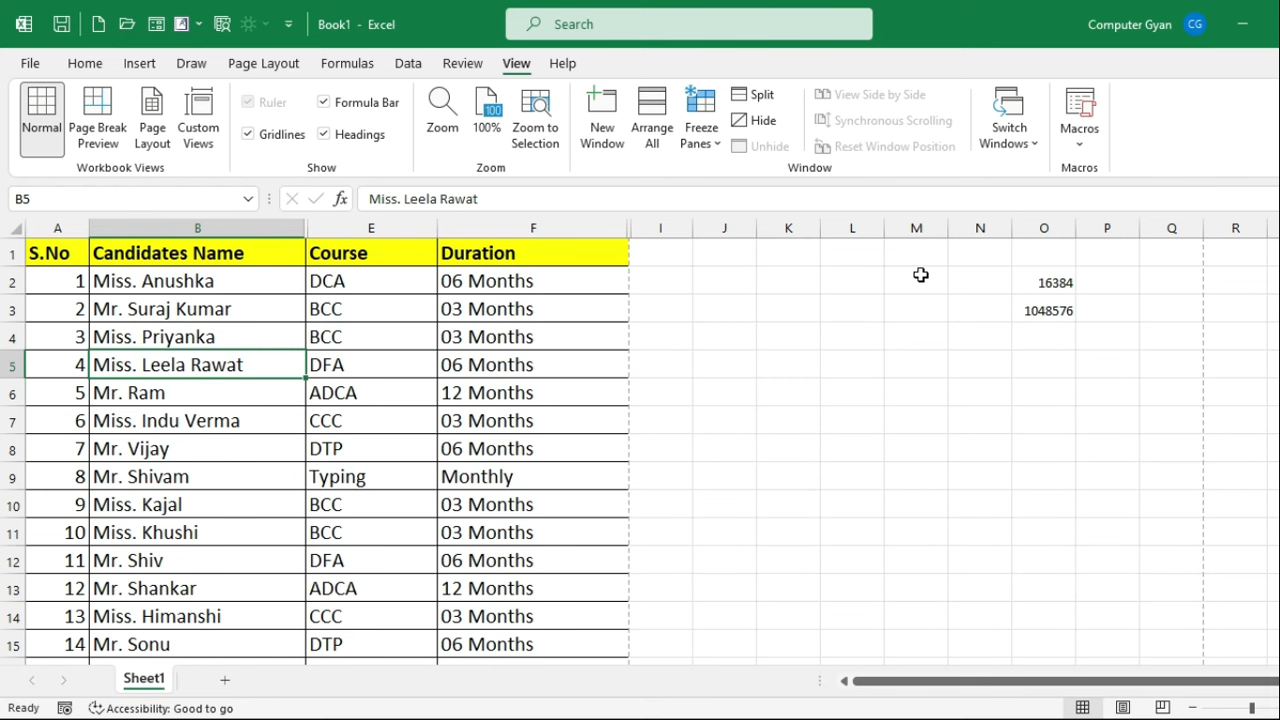 Book1 - Excel
Search
Computer Gyan CG
File Home Insert Draw Page Layout Formulas Data Review View Help
Normal Page Break Preview Page Layout Custom Views
Workbook Views
Ruler Formula Bar
Gridlines Headings
Show
Zoom 100% Zoom to Selection
Zoom
New Window Arrange All Freeze Panes
Split
Hide
Unhide
View Side by Side
Synchronous Scrolling
Reset Window Position
Window
Switch Windows
Macros
Macros
B5 fx Miss. Leela Rawat
A B E F I J K L M N O P Q R
1 S.No Candidates Name Course Duration
2 1 Miss. Anushka DCA 06 Months 16384
3 2 Mr. Suraj Kumar BCC 03 Months 1048576
4 3 Miss. Priyanka BCC 03 Months
5 4 Miss. Leela Rawat DFA 06 Months
6 5 Mr. Ram ADCA 12 Months
7 6 Miss. Indu Verma CCC 03 Months
8 7 Mr. Vijay DTP 06 Months
9 8 Mr. Shivam Typing Monthly
10 9 Miss. Kajal BCC 03 Months
11 10 Miss. Khushi BCC 03 Months
12 11 Mr. Shiv DFA 06 Months
13 12 Mr. Shankar ADCA 12 Months
14 13 Miss. Himanshi CCC 03 Months
15 14 Mr. Sonu DTP 06 Months
Sheet1
Ready Accessibility: Good to go